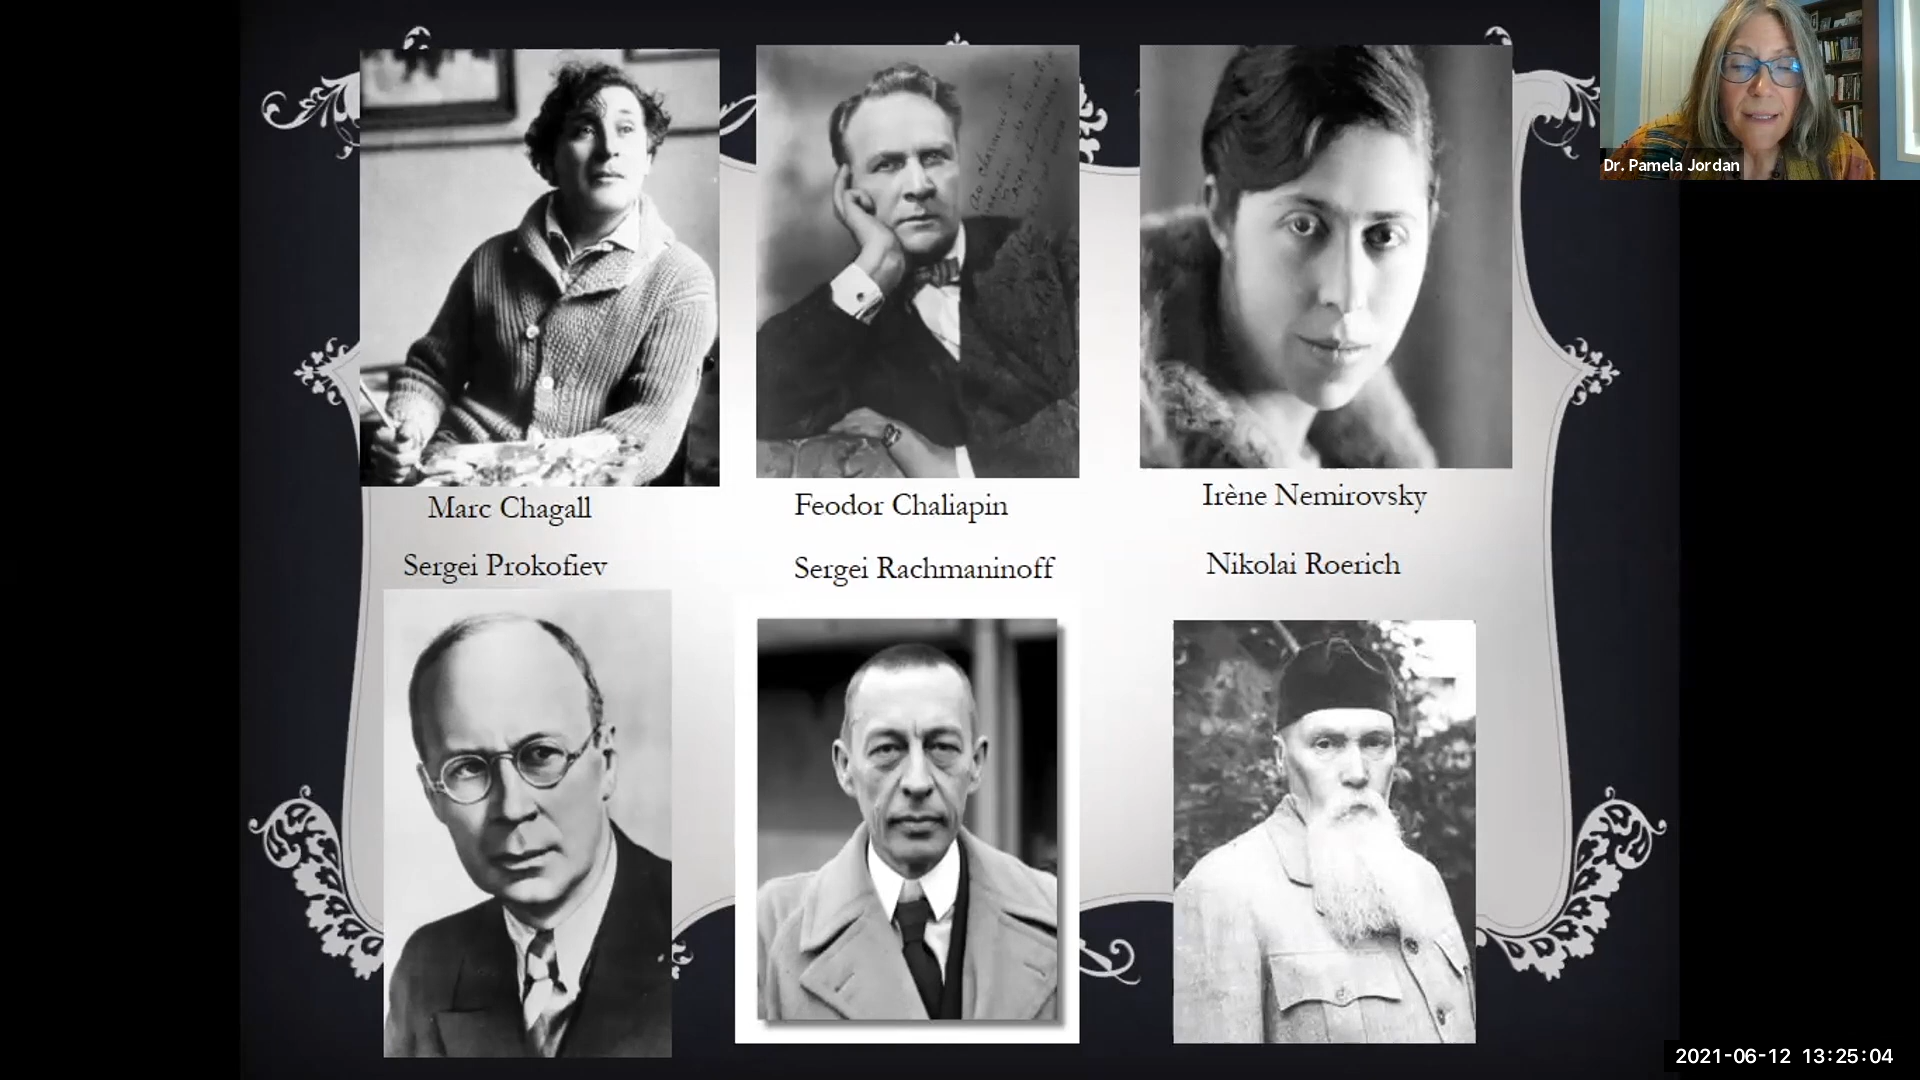 Dr. Pamela Jordan
Marc Chagall
Feodor Chaliapin
Irène Nemirovsky
Sergei Prokofiev
Sergei Rachmaninoff
Nikolai Roerich
2021-06-12 13:25:04